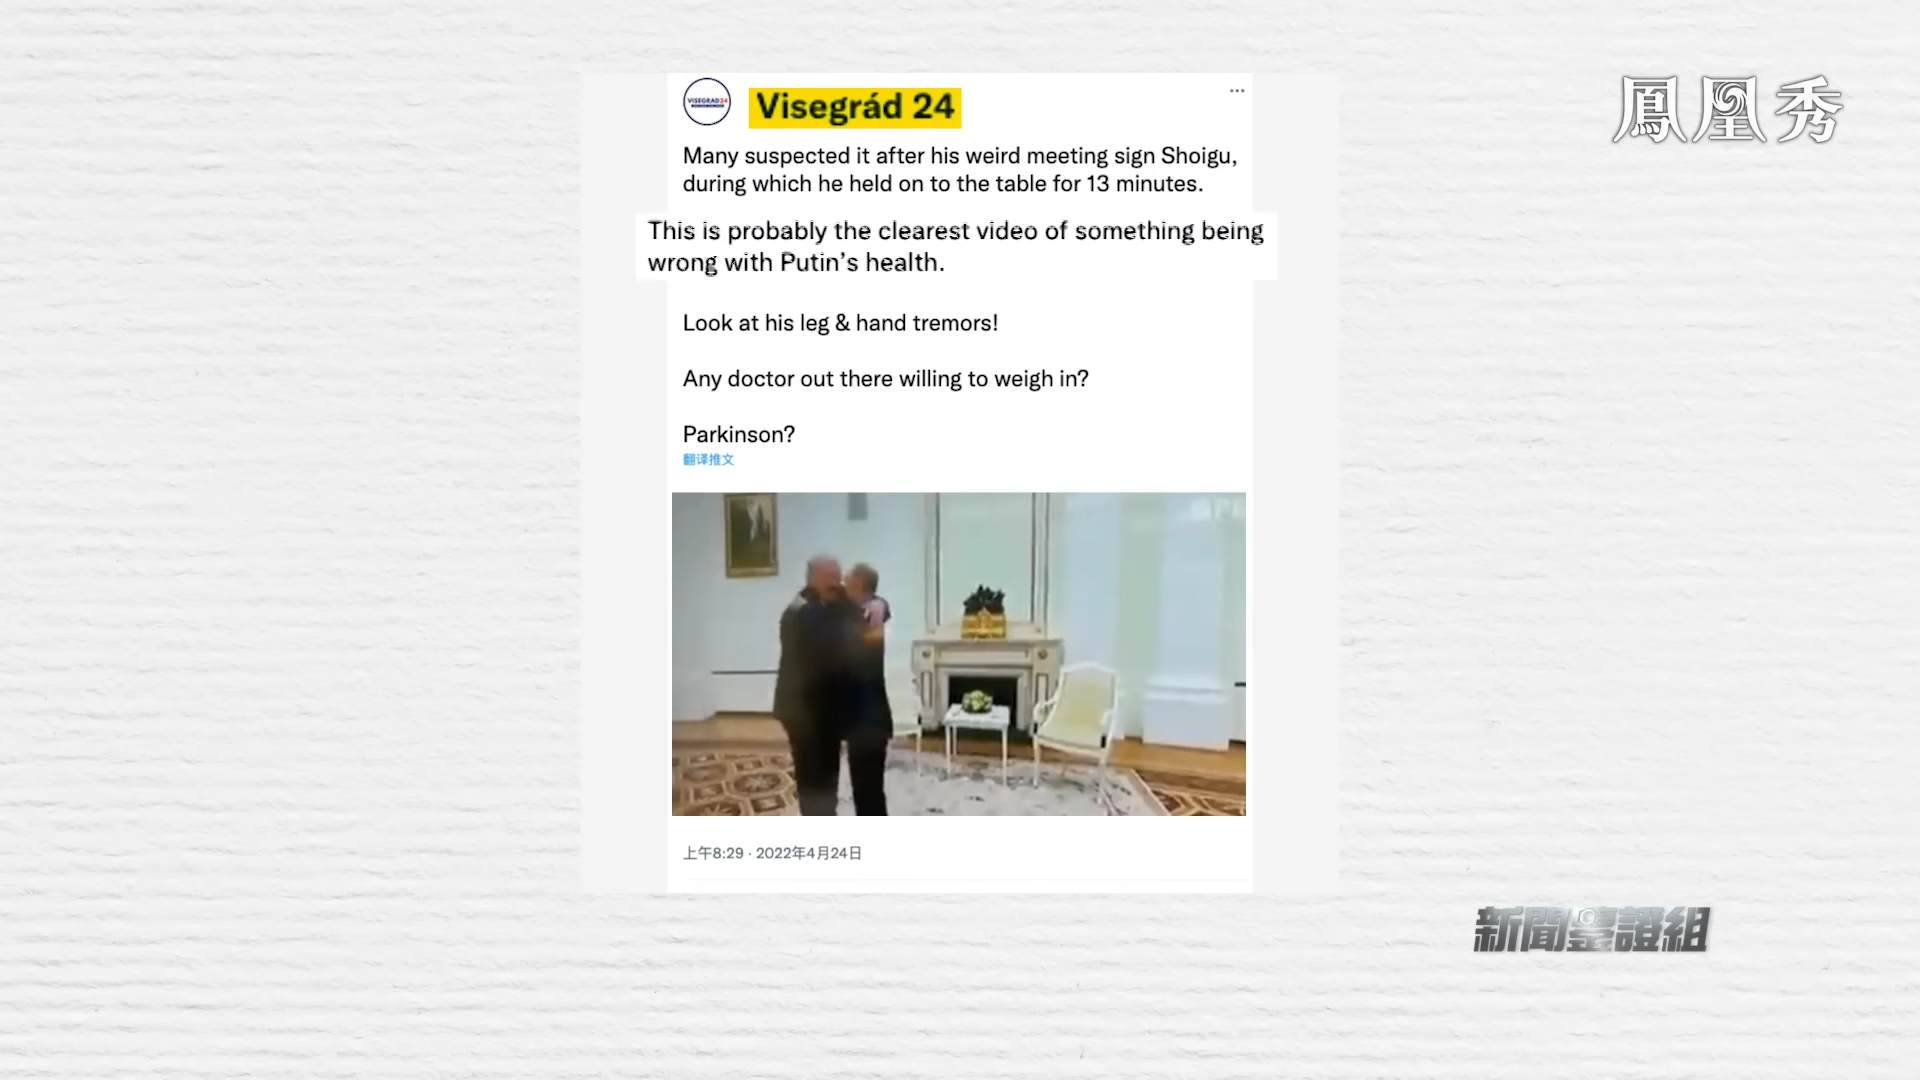 鳳凰秀
VISEGRAD24
Visegrád 24
Many suspected it after his weird meeting sign Shoigu,
during which he held on to the table for 13 minutes.
This is probably the clearest video of something being
wrong with Putin’s health.
Look at his leg & hand tremors!
Any doctor out there willing to weigh in?
Parkinson?
翻译推文
上午8:29 · 2022年4月24日
新聞鑒證組